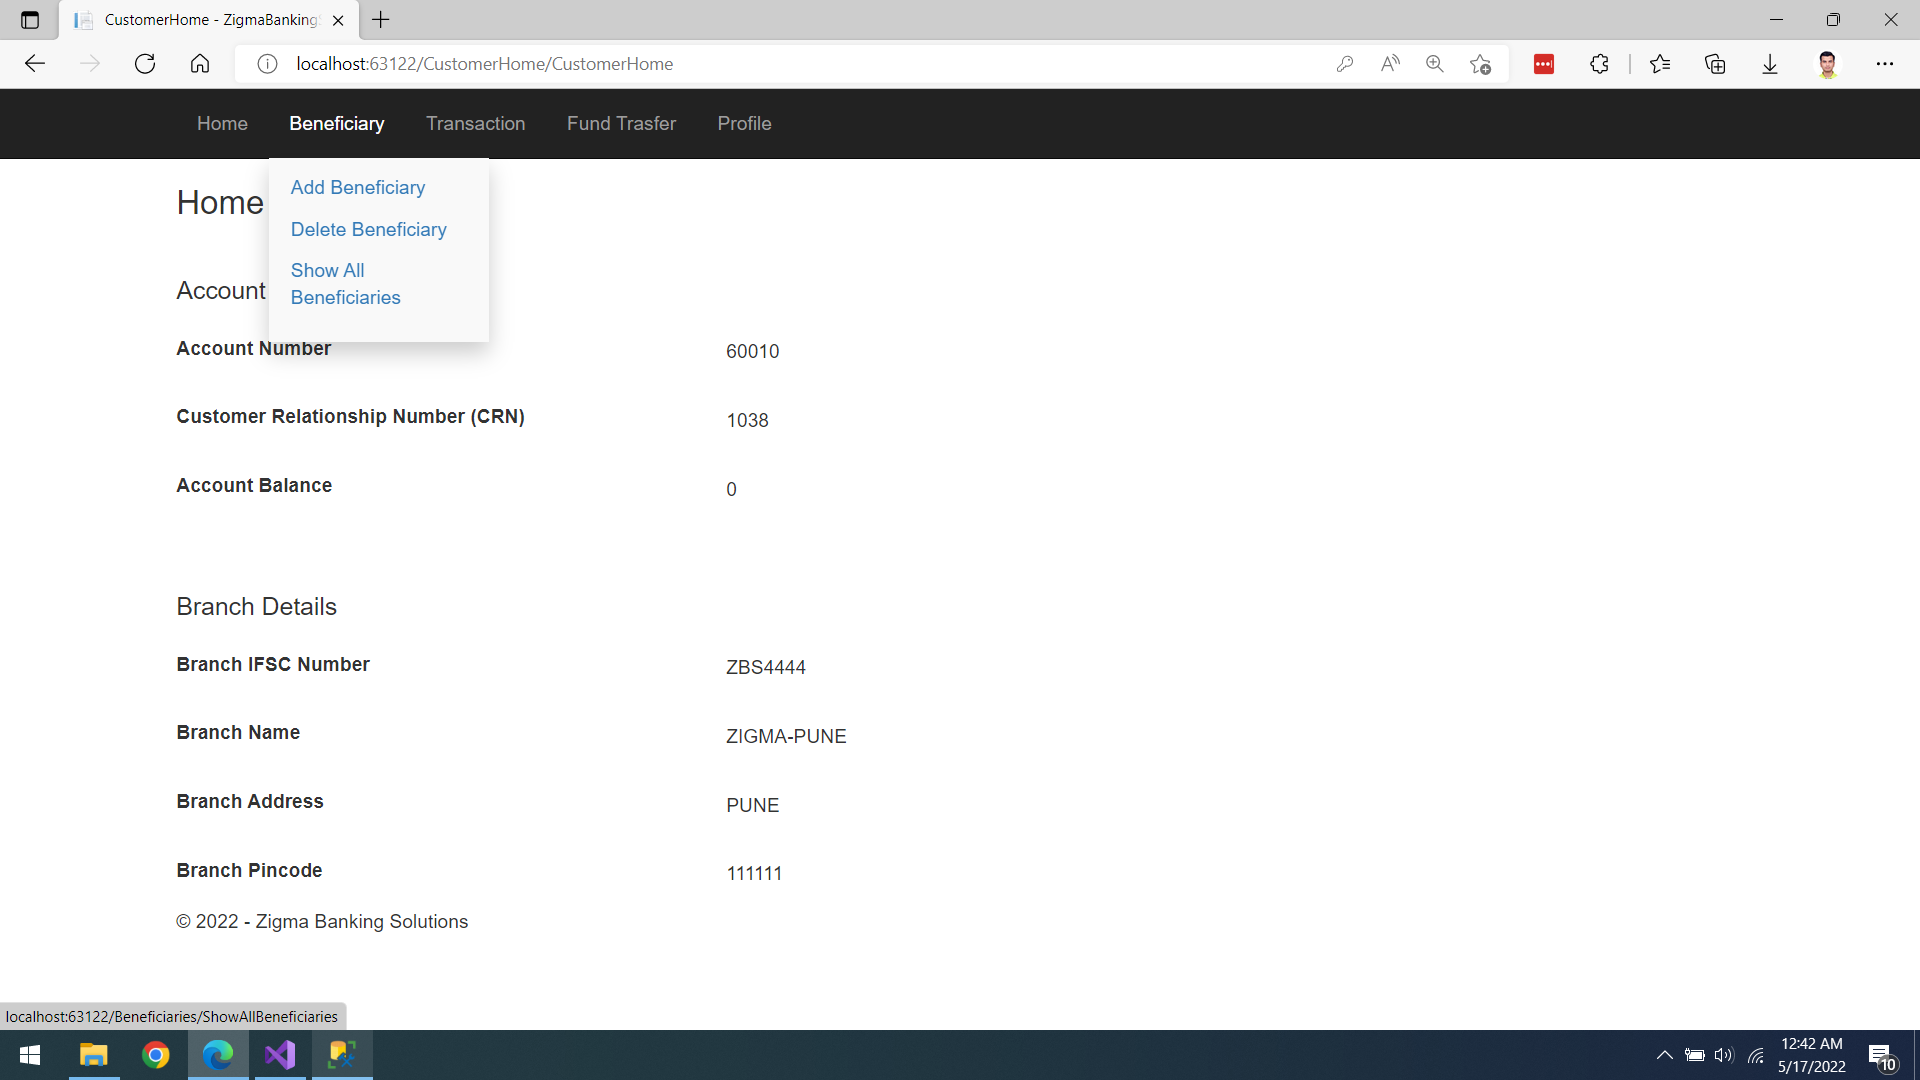 CustomerHome - ZigmaBankingS
localhost:63122/CustomerHome/CustomerHome
Home Beneficiary Transaction Fund Trasfer Profile
Add Beneficiary
Home
Delete Beneficiary
Show All
Beneficiaries
Account
Account Number 60010
Customer Relationship Number (CRN) 1038
Account Balance 0
Branch Details
Branch IFSC Number ZBS4444
Branch Name ZIGMA-PUNE
Branch Address PUNE
Branch Pincode 111111
© 2022 - Zigma Banking Solutions
localhost:63122/Beneficiaries/ShowAllBeneficiaries
12:42 AM
5/17/2022
10